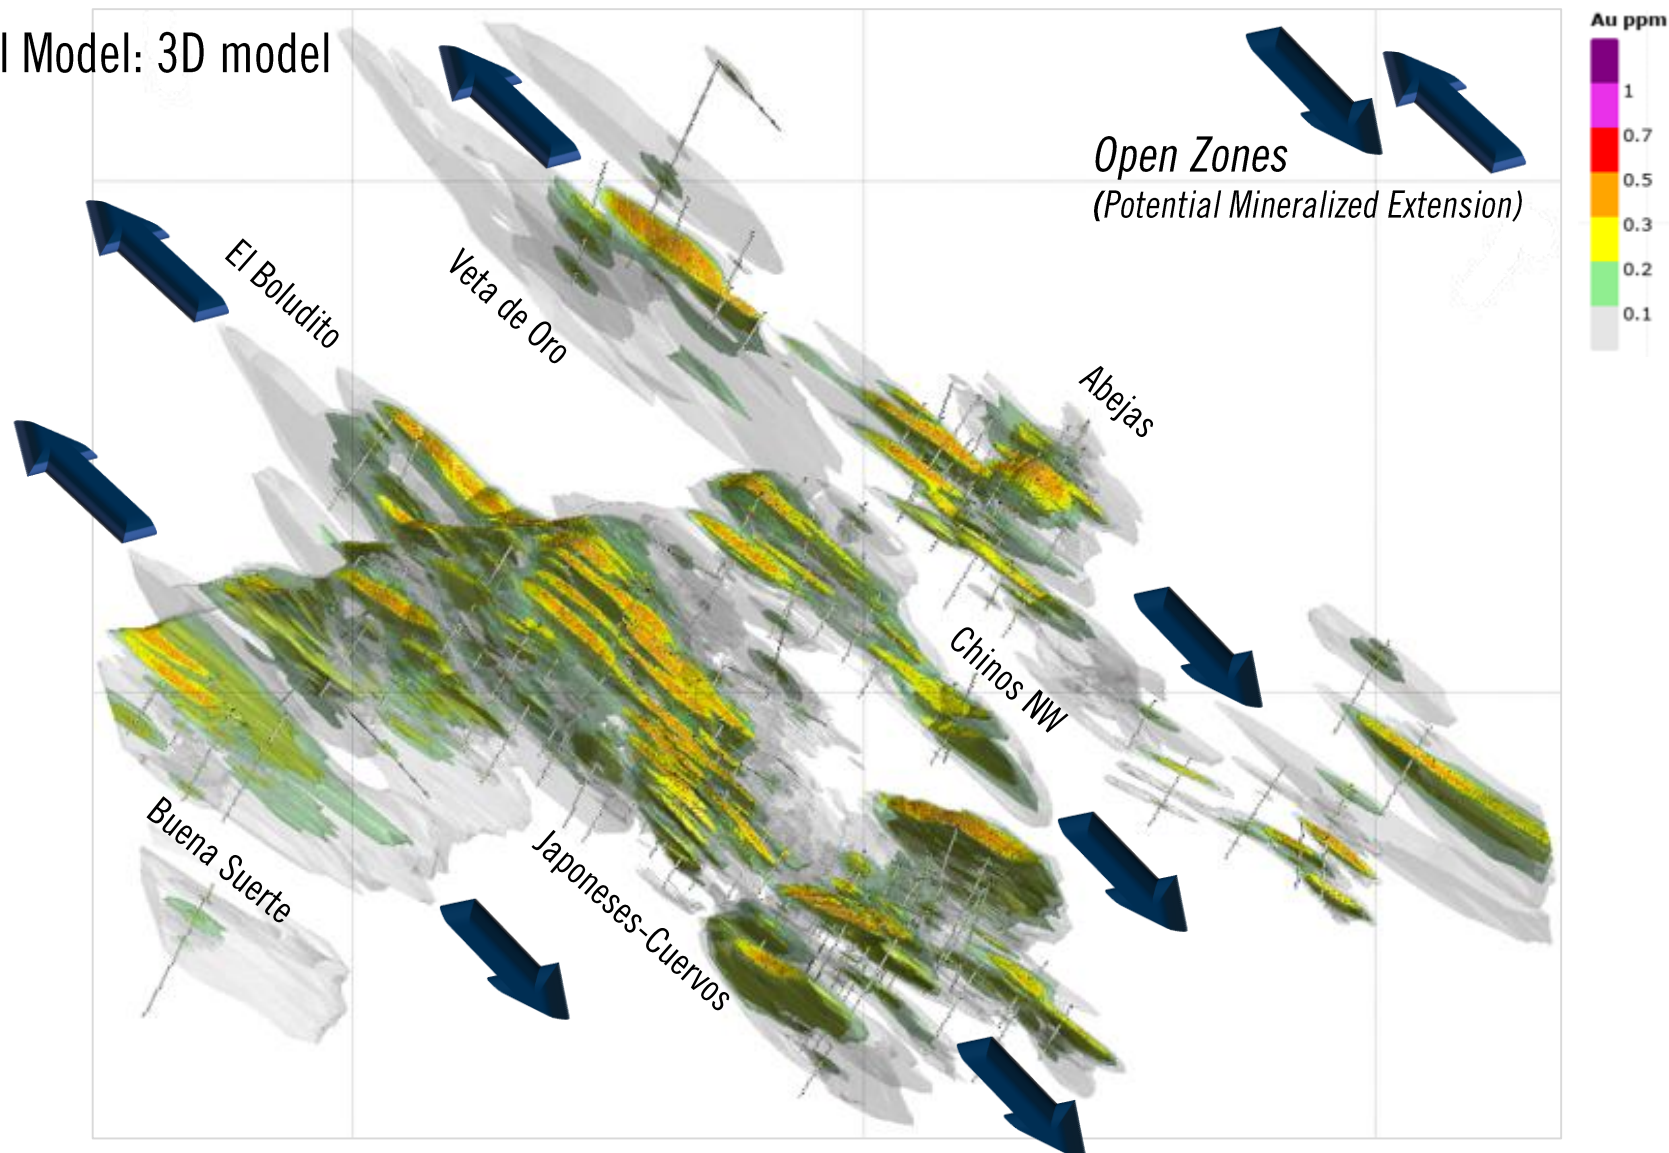 l Model: 3D model
Au ppm
1
0.7
0.5
0.3
0.2
0.1
Open Zones
(Potential Mineralized Extension)
El Boludito
Veta de Oro
Abejas
Chinos NW
Buena Suerte
Japoneses-Cuervos